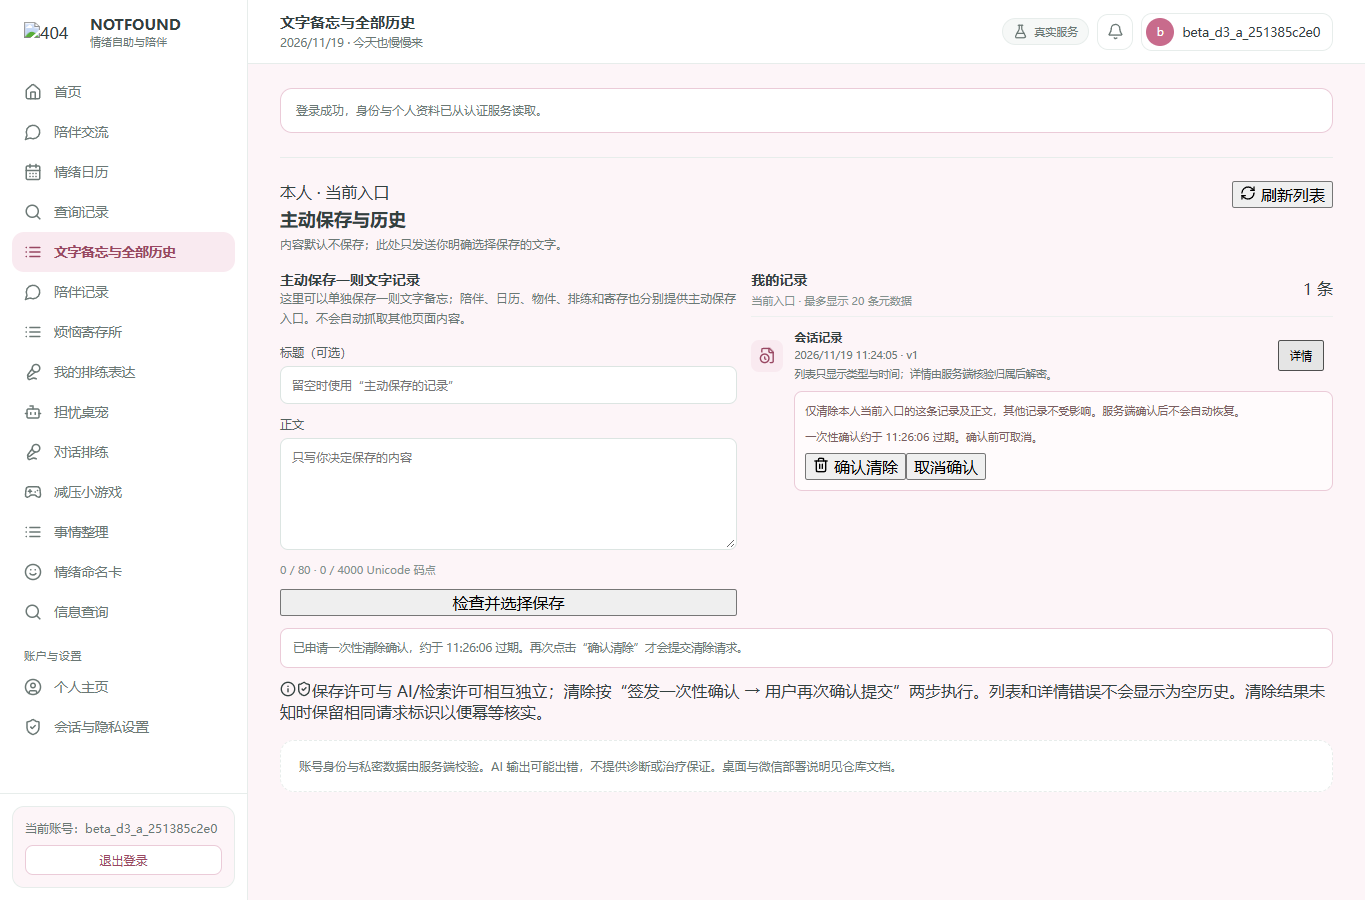 404
NOTFOUND
情绪自助与陪伴
首页
陪伴交流
情绪日历
查询记录
文字备忘与全部历史
陪伴记录
烦恼寄存所
我的排练表达
担忧桌宠
对话排练
减压小游戏
事情整理
情绪命名卡
信息查询
账户与设置
个人主页
会话与隐私设置
当前账号：beta_d3_a_251385c2e0
退出登录
文字备忘与全部历史
2026/11/19 · 今天也慢慢来
真实服务
b
beta_d3_a_251385c2e0
登录成功，身份与个人资料已从认证服务读取。
本人 · 当前入口
主动保存与历史
内容默认不保存；此处只发送你明确选择保存的文字。
刷新列表
主动保存一则文字记录
这里可以单独保存一则文字备忘；陪伴、日历、物件、排练和寄存也分别提供主动保存
入口。不会自动抓取其他页面内容。
标题（可选）
留空时使用“主动保存的记录”
正文
只写你决定保存的内容
0 / 80 · 0 / 4000 Unicode 码点
检查并选择保存
我的记录
当前入口 · 最多显示 20 条元数据
1 条
会话记录
2026/11/19 11:24:05 · v1
列表只显示类型与时间；详情由服务端核验归属后解密。
详情
仅清除本人当前入口的这条记录及正文，其他记录不受影响。服务端确认后不会自动恢复。
一次性确认约于 11:26:06 过期。确认前可取消。
确认清除
取消确认
已申请一次性清除确认，约于 11:26:06 过期。再次点击“确认清除”才会提交清除请求。
保存许可与 AI/检索许可相互独立；清除按“签发一次性确认 → 用户再次确认提交”两步执行。列表和详情错误不会显示为空历史。清除结果未
知时保留相同请求标识以便幂等核实。
账号身份与私密数据由服务端校验。AI 输出可能出错，不提供诊断或治疗保证。桌面与微信部署说明见仓库文档。